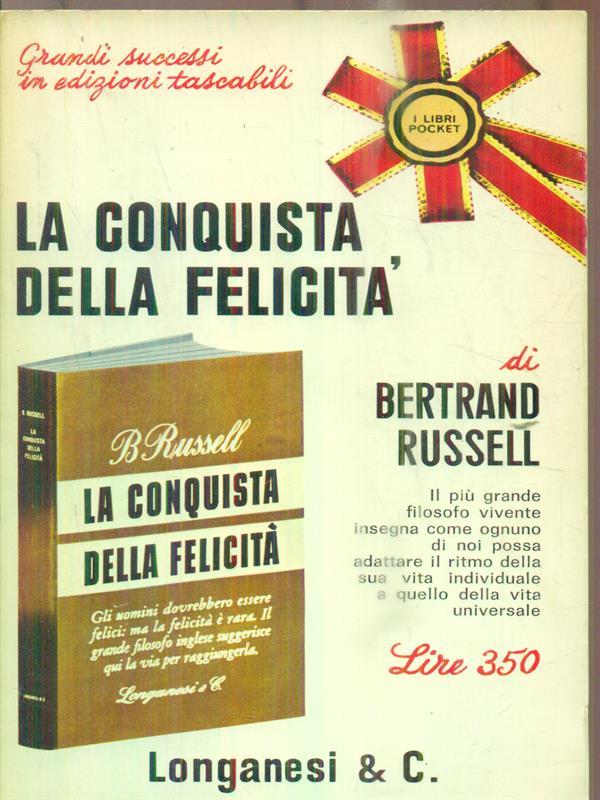 Grandi successi
in edizioni tascabili
I LIBRI
POCKET
LA CONQUISTA
DELLA FELICITA'
di
BERTRAND
RUSSELL
Il più grande
filosofo vivente
insegna come ognuno
di noi possa
adattare il ritmo della
sua vita individuale
a quello della vita
universale
Lire 350
B. RUSSELL
LA
CONQUISTA
DELLA
FELICITÀ
LONGANESI & C.
B Russell
LA CONQUISTA
DELLA FELICITÀ
Gli uomini dovrebbero essere
felici: ma la felicità è rara. Il
grande filosofo inglese suggerisce
qui la via per raggiungerla.
Longanesi & C.
Longanesi & C.